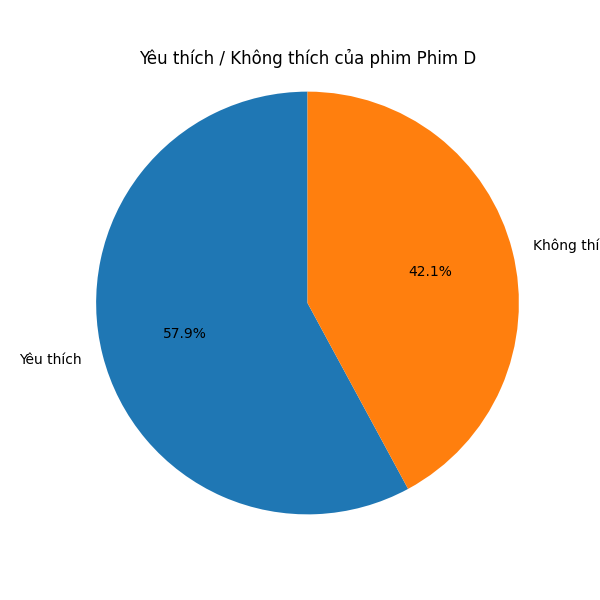 Yêu thích / Không thích của phim Phim D
Không thí
42.1%
57.9%
Yêu thích